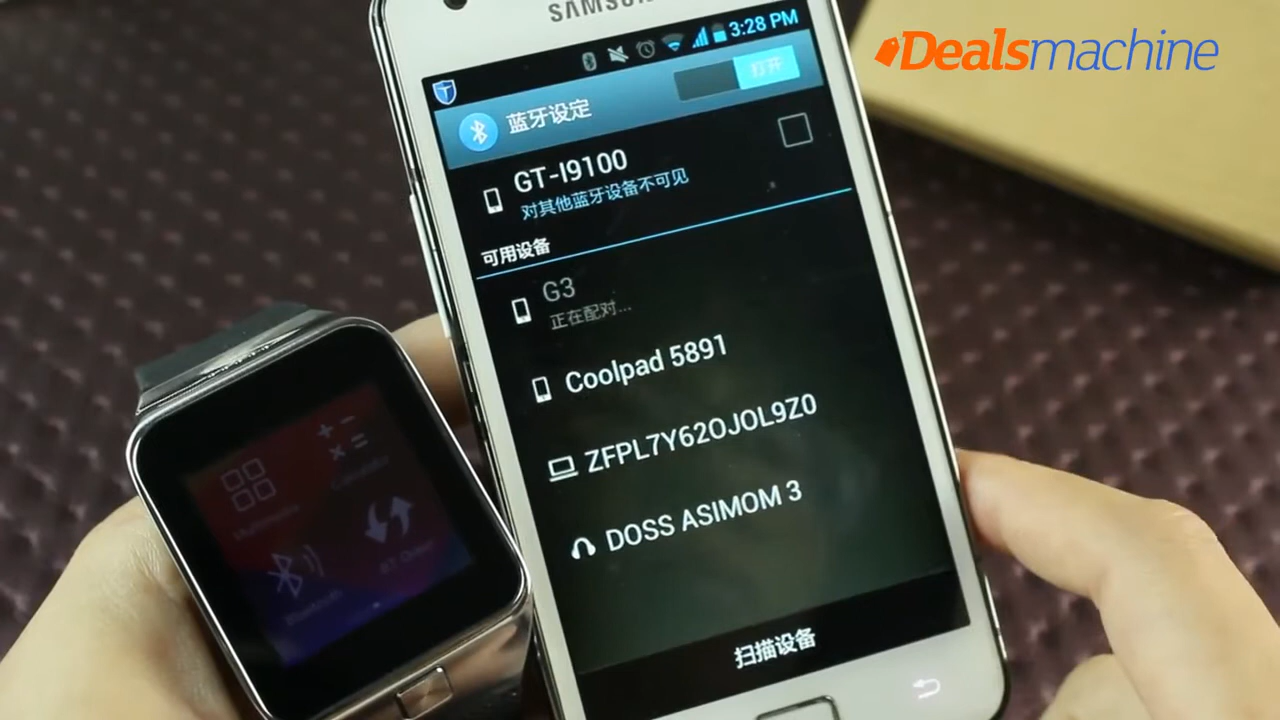 Dealsmachine
SAMSUNG
3:28 PM
蓝牙设定
打开
GT-I9100
对其他蓝牙设备不可见
可用设备
G3
正在配对...
Coolpad 5891
ZFPL7Y62OJOL9Z0
DOSS ASIMOM 3
扫描设备
+ -
× =
Bluetooth